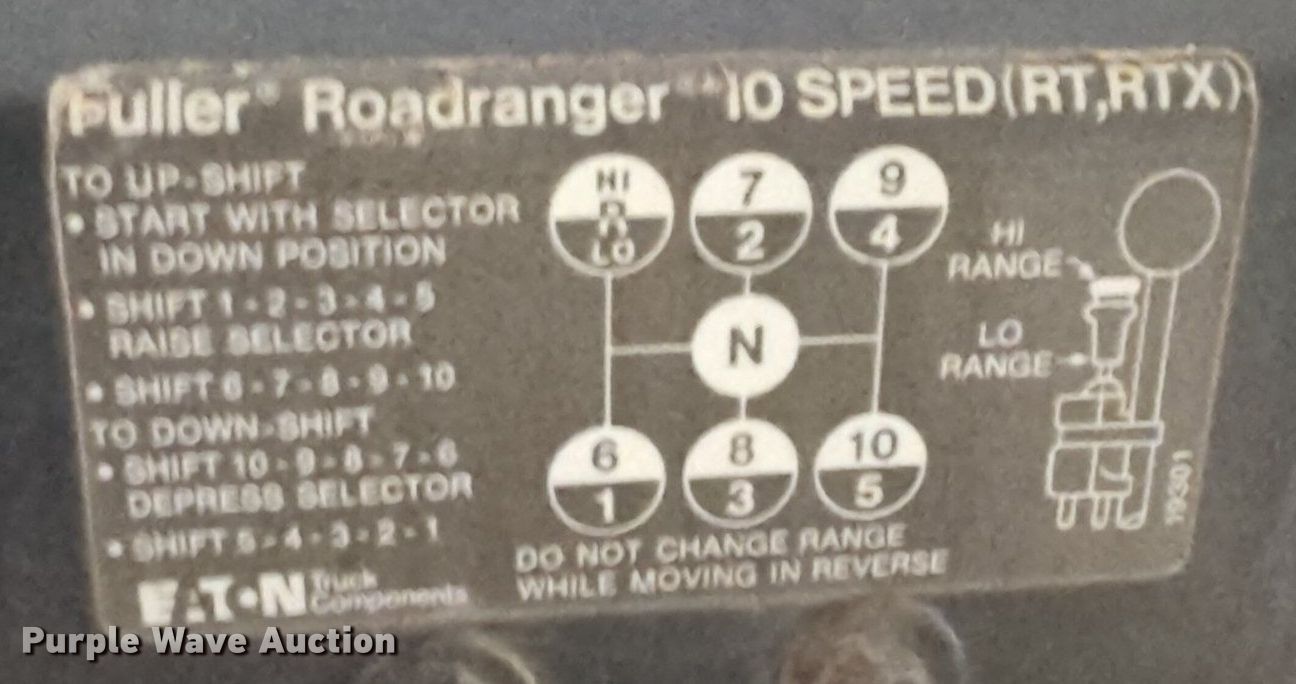 Fuller® Roadranger™ 10 SPEED (RT,RTX)
TO UP-SHIFT
• START WITH SELECTOR
IN DOWN POSITION
• SHIFT 1 - 2 - 3 - 4 - 5
RAISE SELECTOR
• SHIFT 6 - 7 - 8 - 9 - 10
TO DOWN-SHIFT
• SHIFT 10 - 9 - 8 - 7 - 6
DEPRESS SELECTOR
• SHIFT 5 - 4 - 3 - 2 - 1
EATON Truck
Components
HI
R
LO
7
2
9
4
N
6
1
8
3
10
5
DO NOT CHANGE RANGE
WHILE MOVING IN REVERSE
HI
RANGE
LO
RANGE
19301
Purple Wave Auction